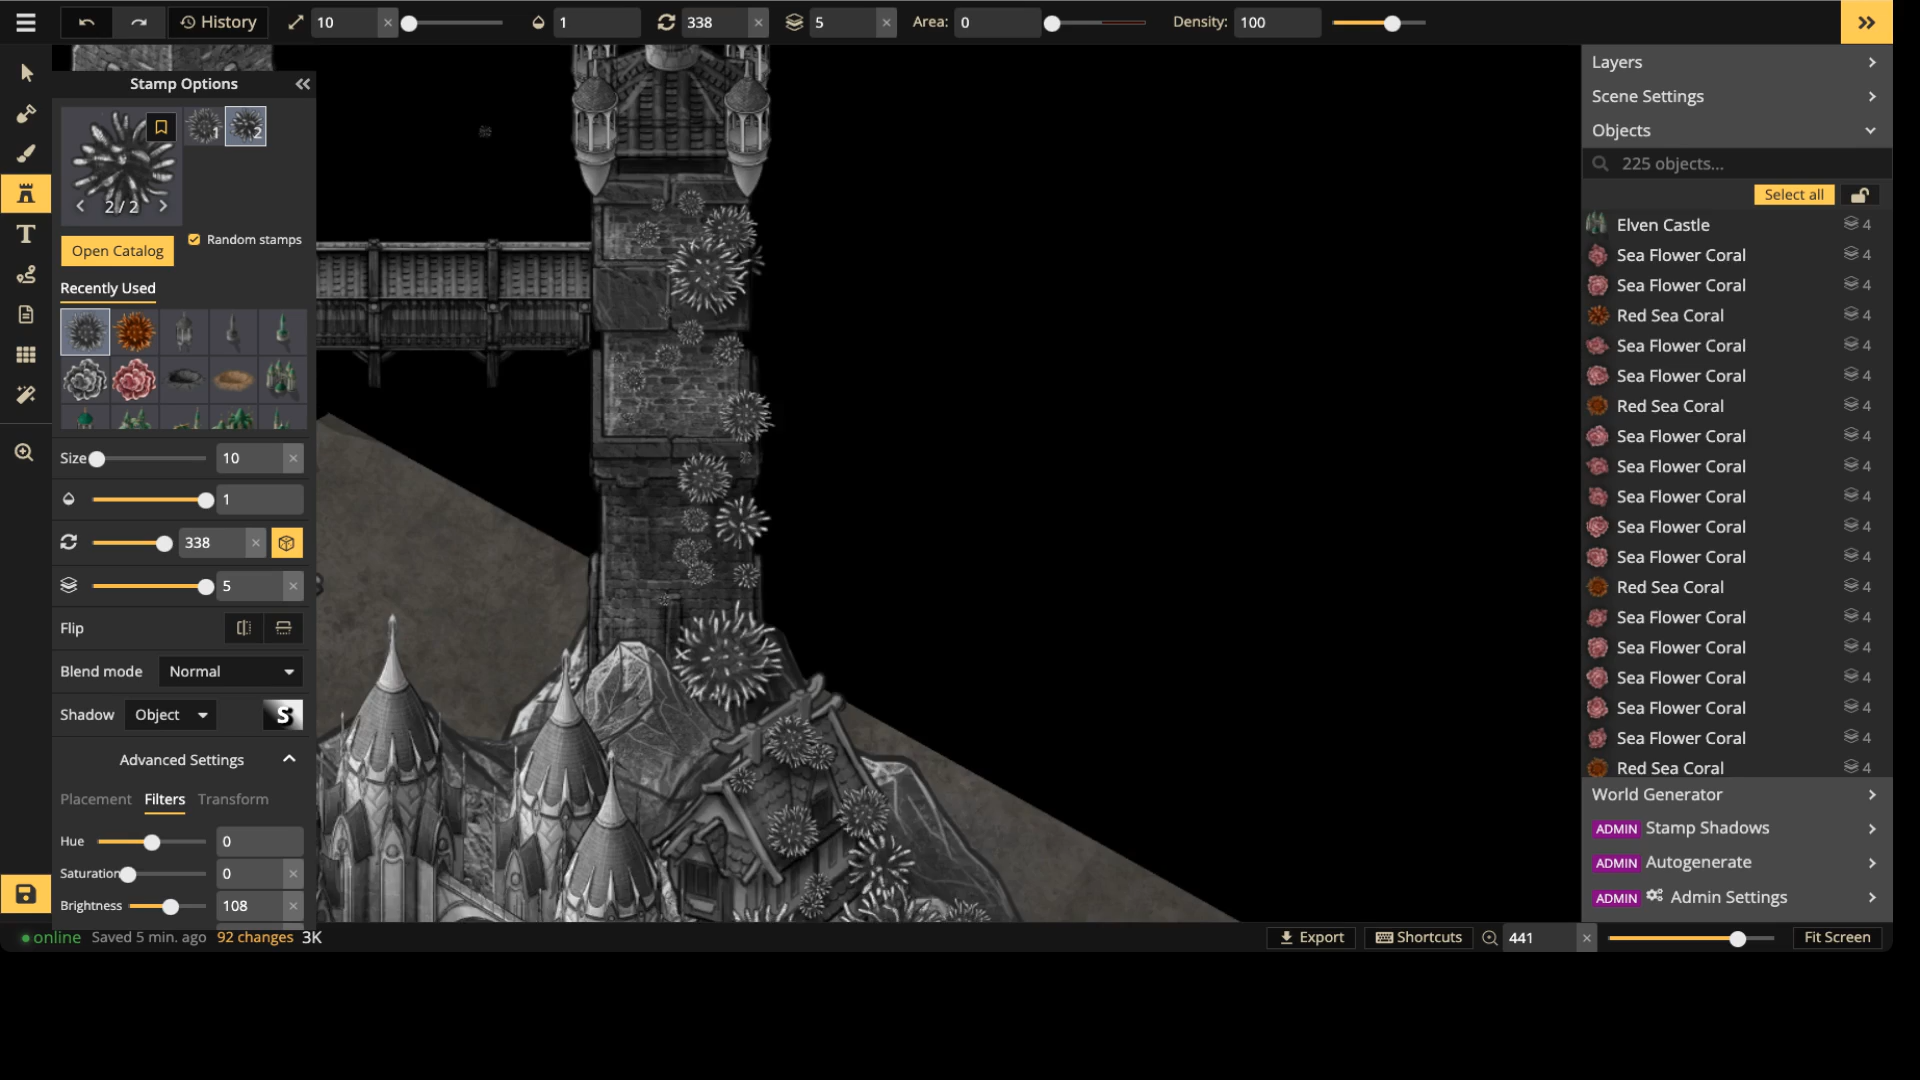 History
10
1
338
5
Area: 0
Density: 100
Stamp Options
1
2
2 / 2
Open Catalog
Random stamps
Recently Used
Size 10
1
338
5
Flip
Blend mode Normal
Shadow Object S
Advanced Settings
Placement Filters Transform
Hue 0
Saturation 0
Brightness 108
online Saved 5 min. ago 92 changes 3K
Layers
Scene Settings
Objects
225 objects...
Select all
Elven Castle 4
Sea Flower Coral 4
Sea Flower Coral 4
Red Sea Coral 4
Sea Flower Coral 4
Sea Flower Coral 4
Red Sea Coral 4
Sea Flower Coral 4
Sea Flower Coral 4
Sea Flower Coral 4
Sea Flower Coral 4
Sea Flower Coral 4
Red Sea Coral 4
Sea Flower Coral 4
Sea Flower Coral 4
Sea Flower Coral 4
Sea Flower Coral 4
Sea Flower Coral 4
Red Sea Coral 4
World Generator
ADMIN Stamp Shadows
ADMIN Autogenerate
ADMIN Admin Settings
Export
Shortcuts
441
Fit Screen